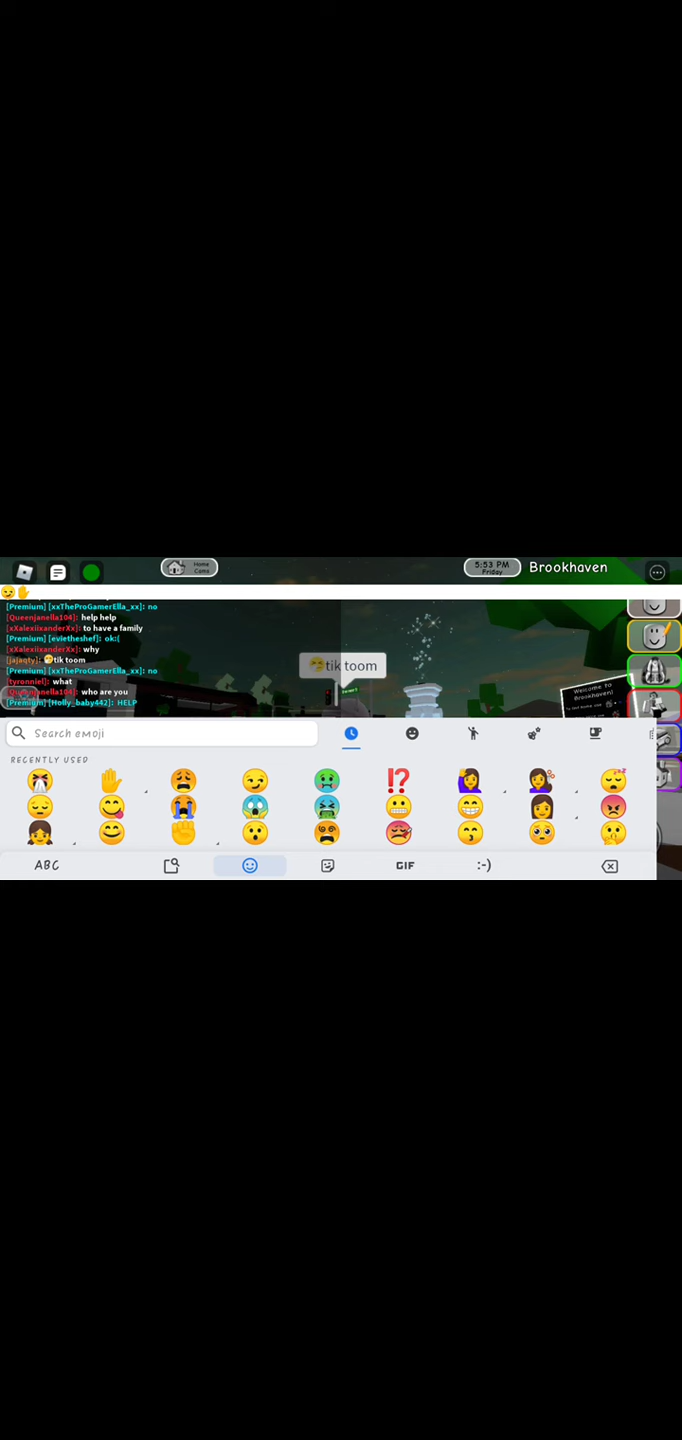 Home
Cams
5:53 PM
Friday
Brookhaven
😏✋
[Premium] [xxTheProGamerElla_xx]: no
[Queenjanella104]: help help
[xXalexiixanderXx]: to have a family
[Premium] [evietheshef]: ok:(
[xXalexiixanderXx]: why
[jajaqty]: 🤧tik toom
[Premium] [xxTheProGamerElla_xx]: no
[tyronniel]: what
[Queenjanella104]: who are you
[Premium] [Holly_baby442]: HELP
🤧tik toom
Welcome to
Brookhaven!
Search emoji
RECENTLY USED
ABC
GIF
:-)